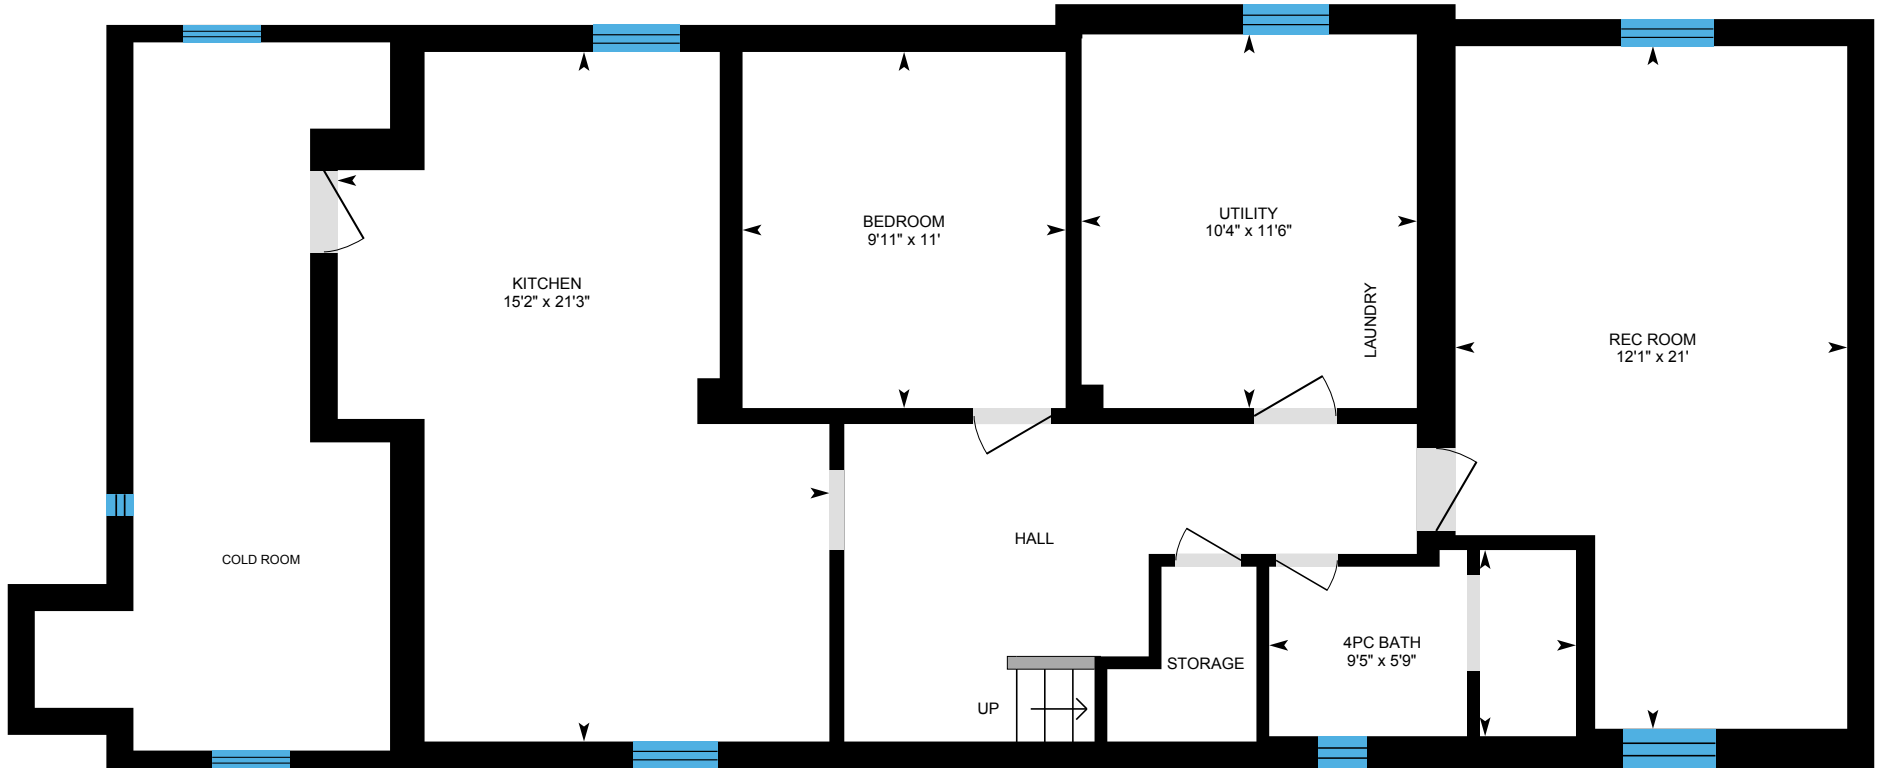 BEDROOM
9'11" x 11'
UTILITY
10'4" x 11'6"
KITCHEN
15'2" x 21'3"
LAUNDRY
REC ROOM
12'1" x 21'
COLD ROOM
HALL
4PC BATH
9'5" x 5'9"
STORAGE
UP